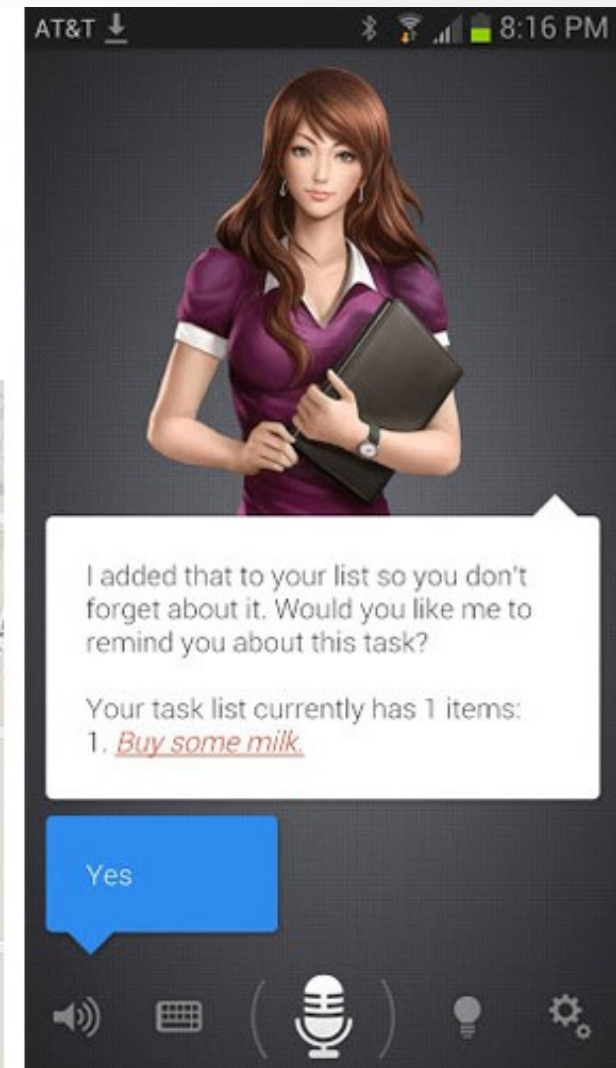 AT&T 8:16 PM
I added that to your list so you don't
forget about it. Would you like me to
remind you about this task?
Your task list currently has 1 items:
1. Buy some milk.
Yes